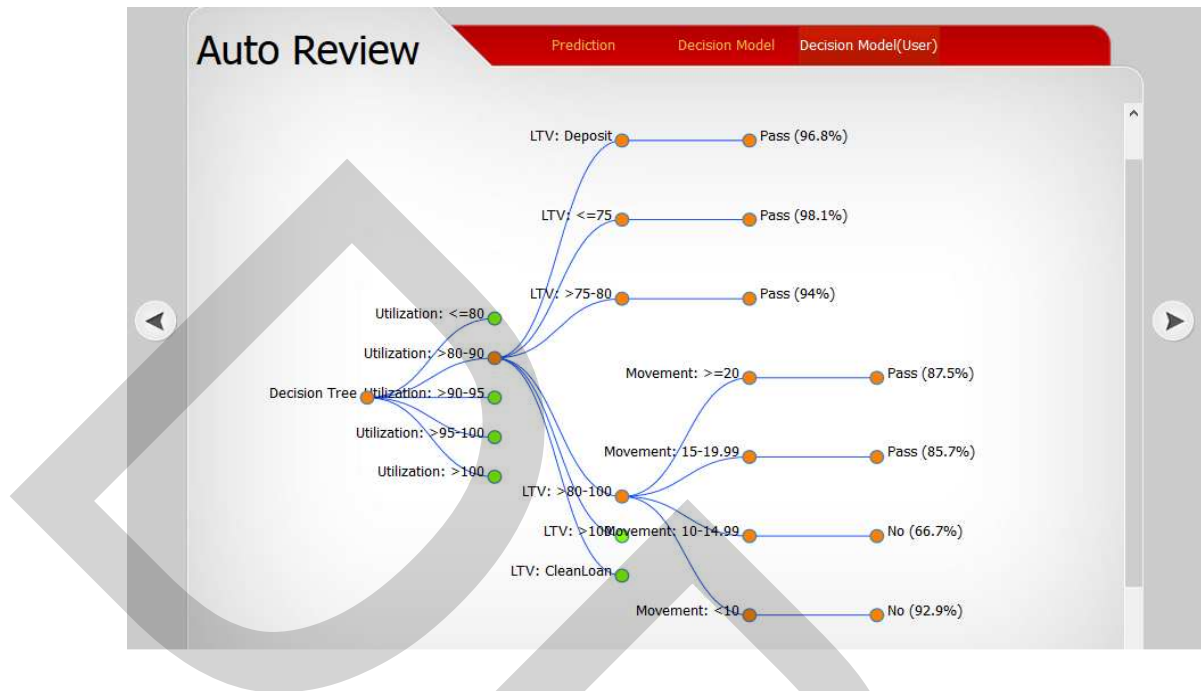 Auto Review
Prediction
Decision Model
Decision Model(User)
LTV: Deposit
Pass (96.8%)
LTV: <=75
Pass (98.1%)
LTV: >75-80
Pass (94%)
Utilization: <=80
Utilization: >80-90
Movement: >=20
Pass (87.5%)
Decision Tree
Utilization: >90-95
Utilization: >95-100
Movement: 15-19.99
Pass (85.7%)
Utilization: >100
LTV: >80-100
LTV: >100
Movement: 10-14.99
No (66.7%)
LTV: CleanLoan
Movement: <10
No (92.9%)